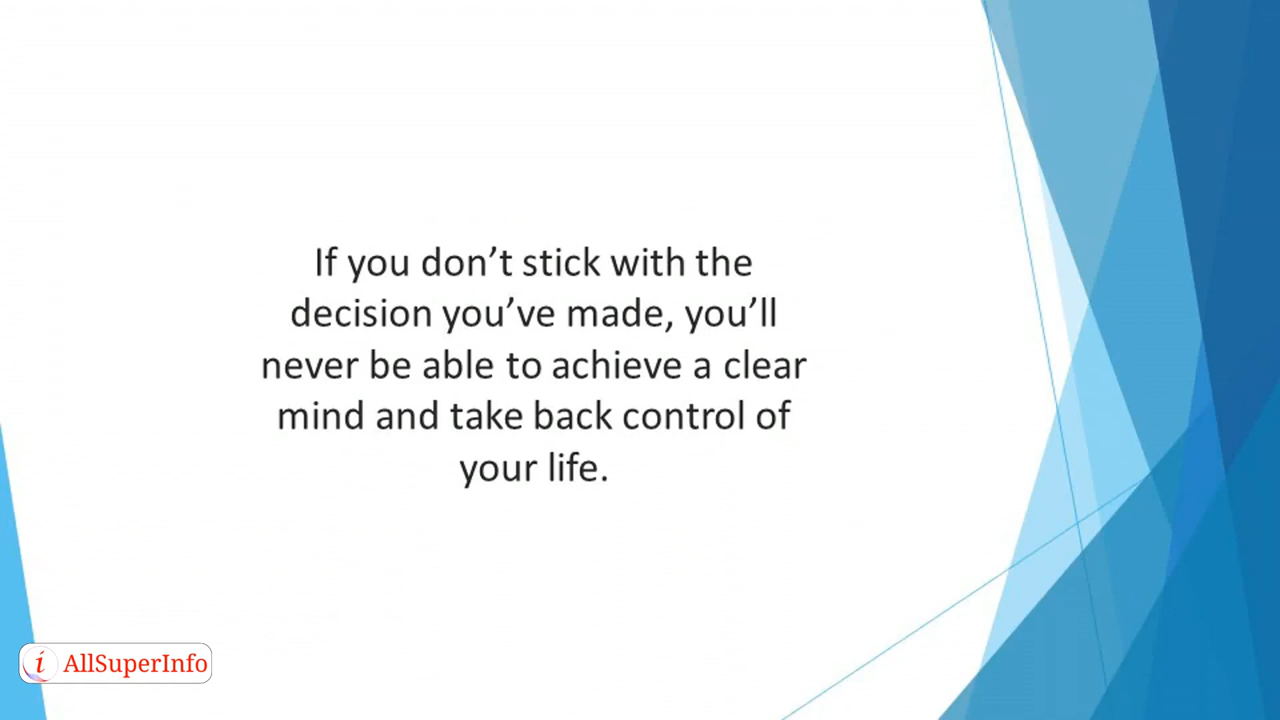 If you don’t stick with the
decision you’ve made, you’ll
never be able to achieve a clear
mind and take back control of
your life.
i AllSuperInfo